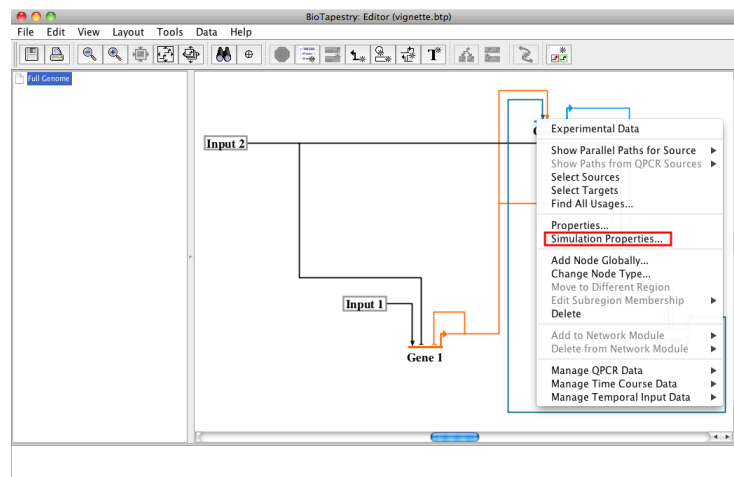 BioTapestry: Editor (vignette.btp)
File Edit View Layout Tools Data Help
Full Genome
Input 2
Experimental Data
Show Parallel Paths for Source
Show Paths from QPCR Sources
Select Sources
Select Targets
Find All Usages...
Properties...
Simulation Properties...
Add Node Globally...
Change Node Type...
Move to Different Region
Edit Subregion Membership
Delete
Add to Network Module
Delete from Network Module
Manage QPCR Data
Manage Time Course Data
Manage Temporal Input Data
Input 1
Gene 1